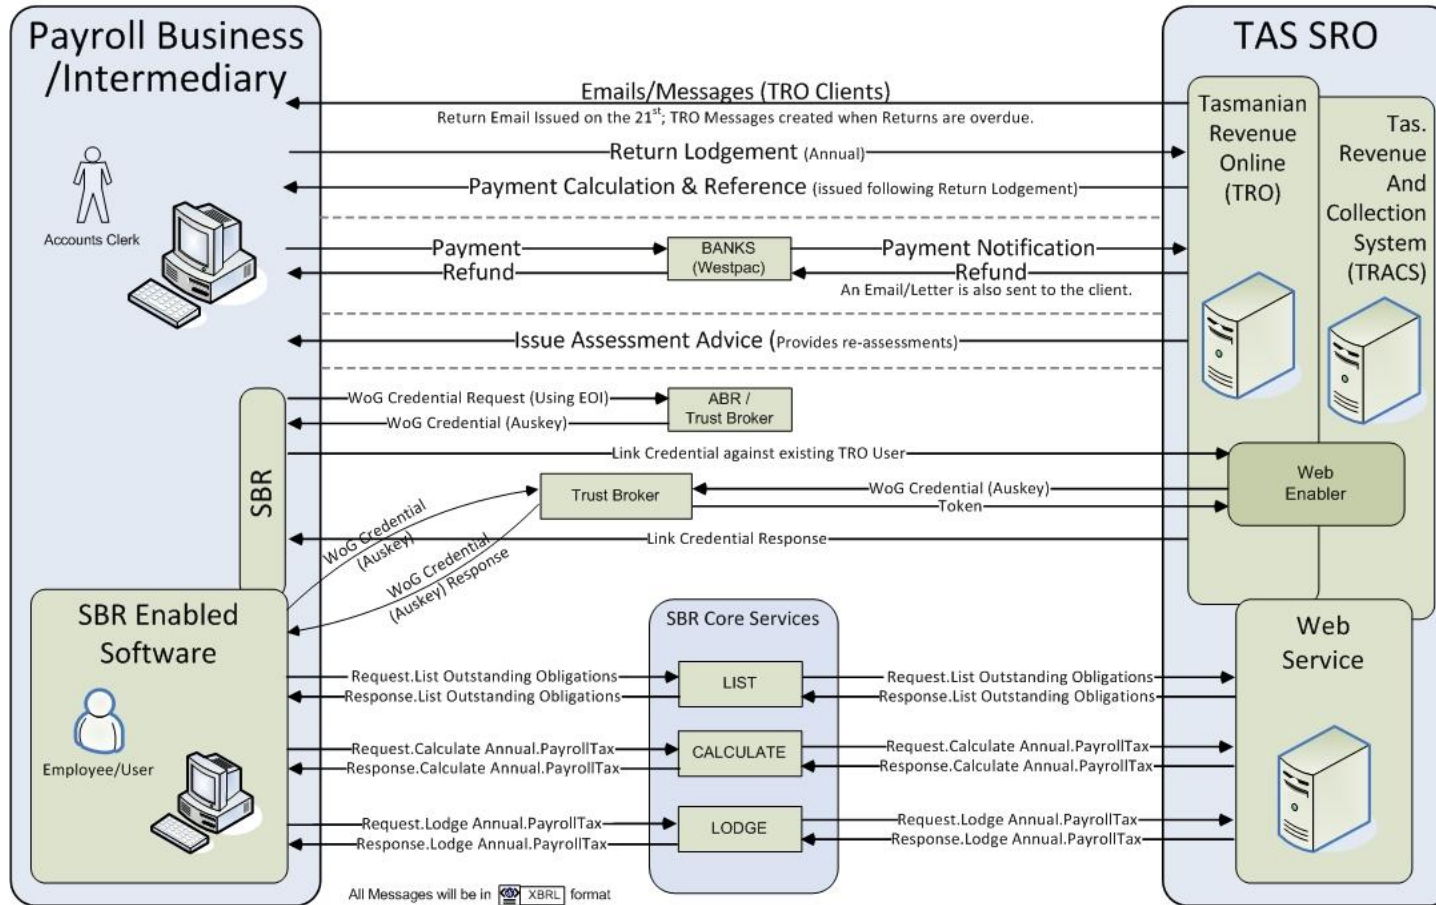 Payroll Business
/Intermediary
TAS SRO
Emails/Messages (TRO Clients)
Return Email Issued on the 21st; TRO Messages created when Returns are overdue.
Tasmanian
Revenue
Online
(TRO)
Tas.
Revenue
And
Collection
System
(TRACS)
Return Lodgement (Annual)
Payment Calculation & Reference (issued following Return Lodgement)
Accounts Clerk
Payment
BANKS
(Westpac)
Payment Notification
Refund
Refund
An Email/Letter is also sent to the client.
Issue Assessment Advice (Provides re-assessments)
SBR
WoG Credential Request (Using EOI)
ABR /
Trust Broker
WoG Credential (Auskey)
Link Credential against existing TRO User
Web
Enabler
Trust Broker
WoG Credential (Auskey)
Token
WoG Credential
(Auskey)
Link Credential Response
WoG Credential
(Auskey) Response
SBR Enabled
Software
SBR Core Services
Web
Service
Request.List Outstanding Obligations
LIST
Request.List Outstanding Obligations
Response.List Outstanding Obligations
Response.List Outstanding Obligations
Employee/User
Request.Calculate Annual.PayrollTax
CALCULATE
Request.Calculate Annual.PayrollTax
Response.Calculate Annual.PayrollTax
Response.Calculate Annual.PayrollTax
Request.Lodge Annual.PayrollTax
LODGE
Request.Lodge Annual.PayrollTax
Response.Lodge Annual.PayrollTax
Response.Lodge Annual.PayrollTax
All Messages will be in XBRL format